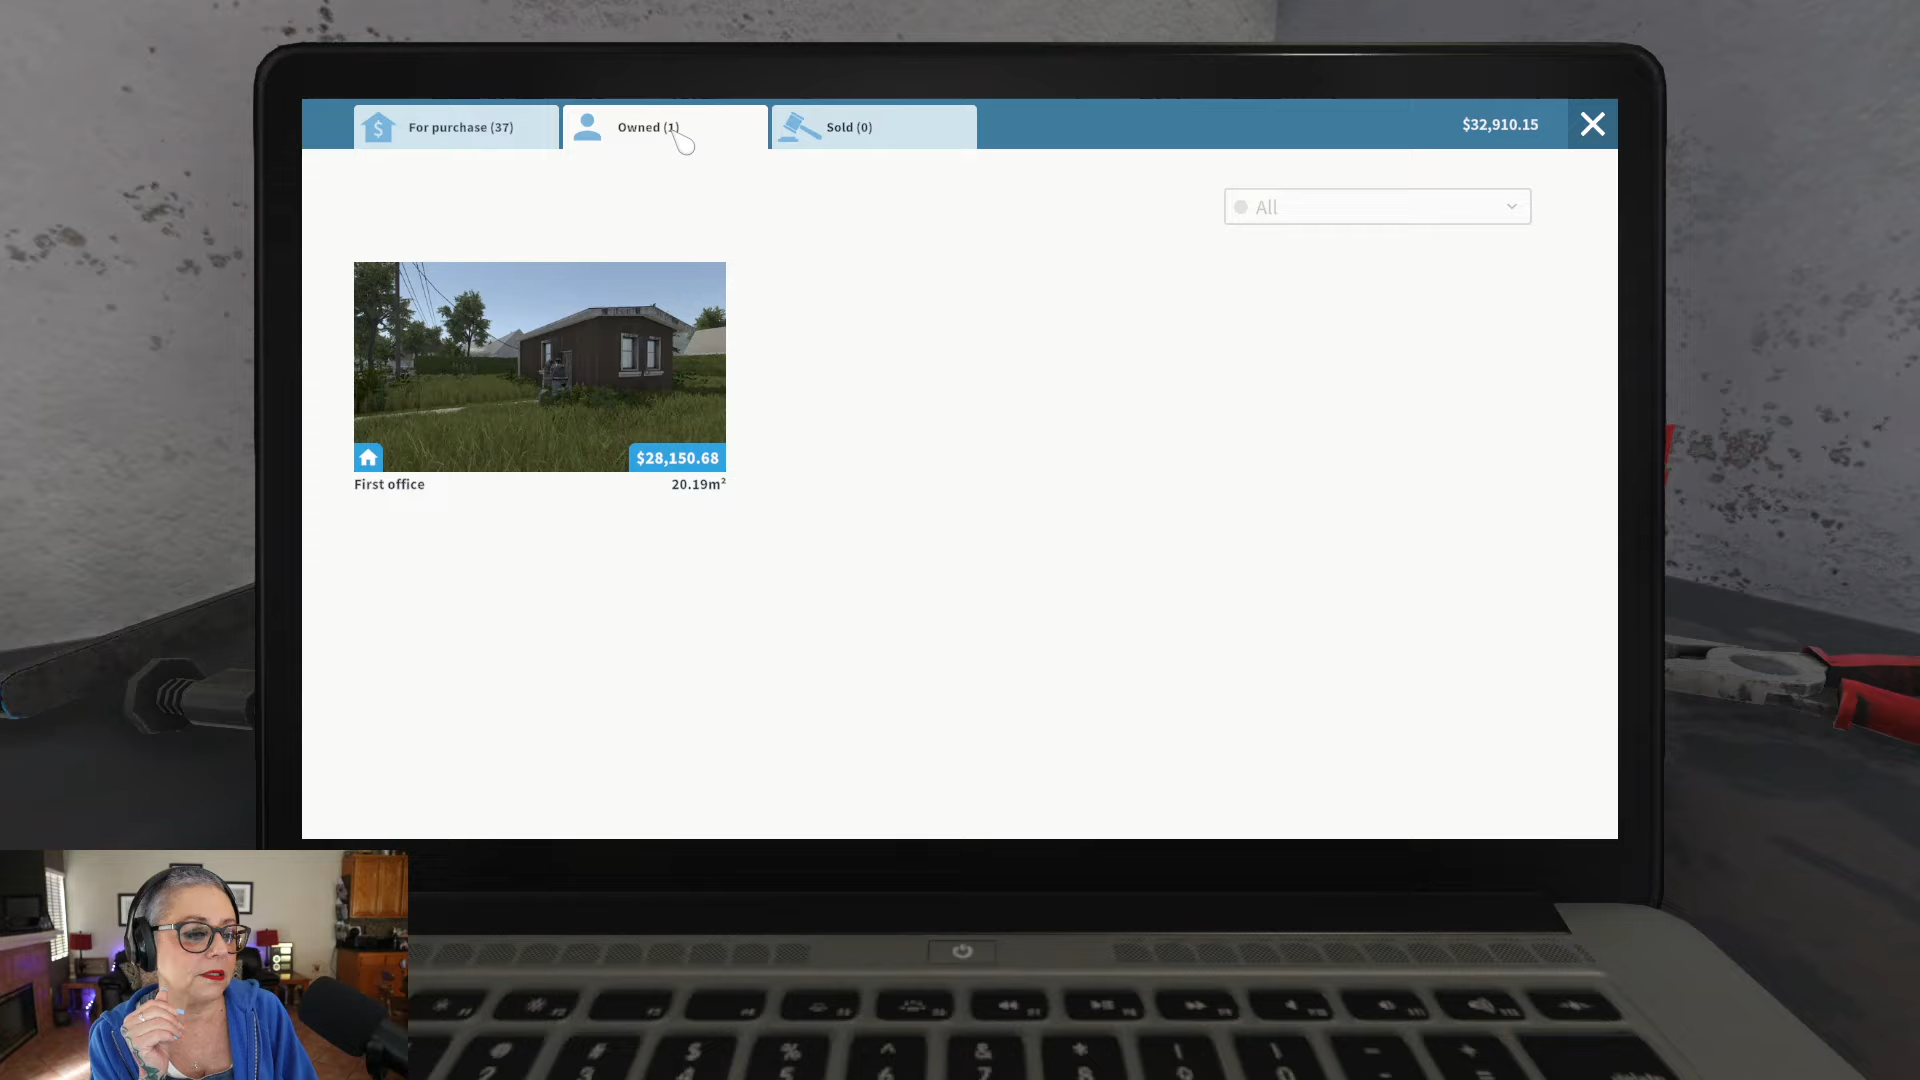 For purchase (37)
Owned (1)
Sold (0)
$32,910.15
All
$28,150.68
First office
20.19m²